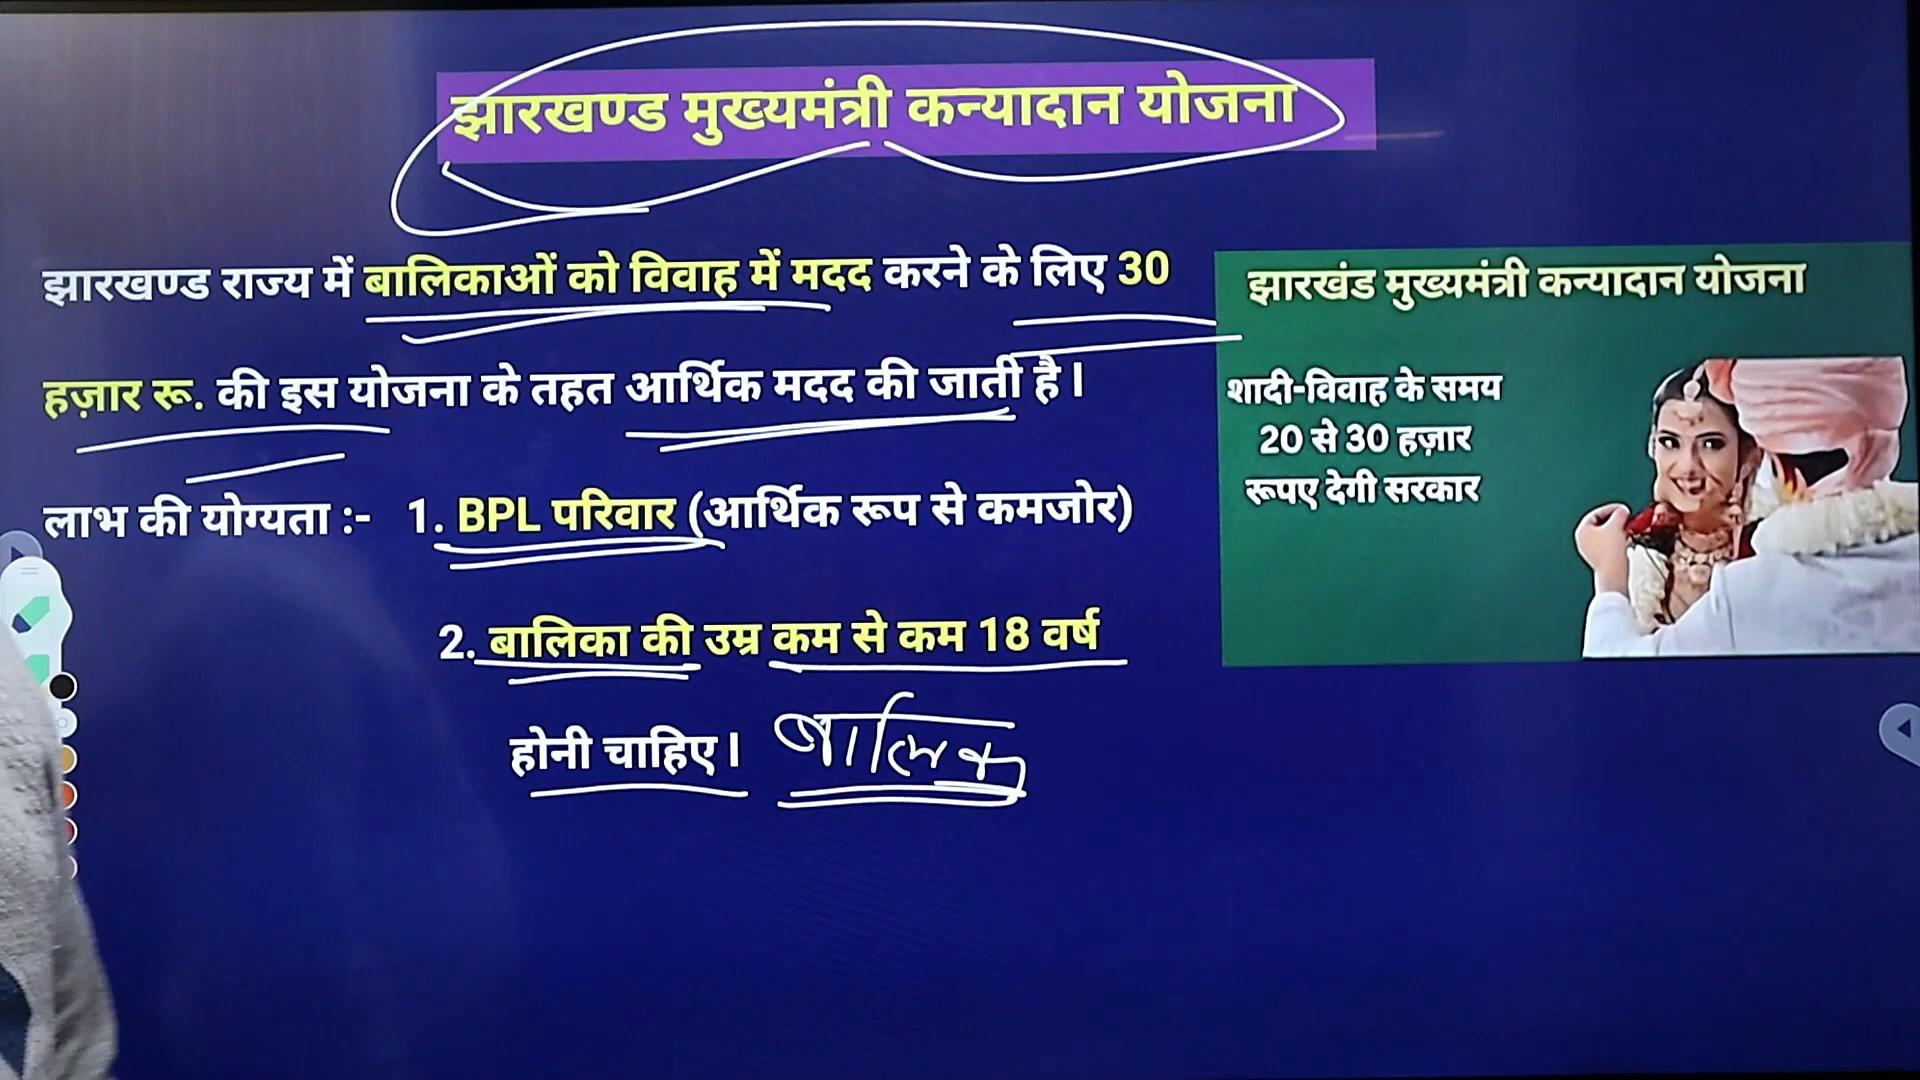 झारखण्ड मुख्यमंत्री कन्यादान योजना
झारखण्ड राज्य में बालिकाओं को विवाह में मदद करने के लिए 30
हज़ार रू. की इस योजना के तहत आर्थिक मदद की जाती है।
लाभ की योग्यता :- 1. BPL परिवार (आर्थिक रूप से कमजोर)
2. बालिका की उम्र कम से कम 18 वर्ष
होनी चाहिए। बालिक
झारखंड मुख्यमंत्री कन्यादान योजना
शादी-विवाह के समय
20 से 30 हज़ार
रूपए देगी सरकार